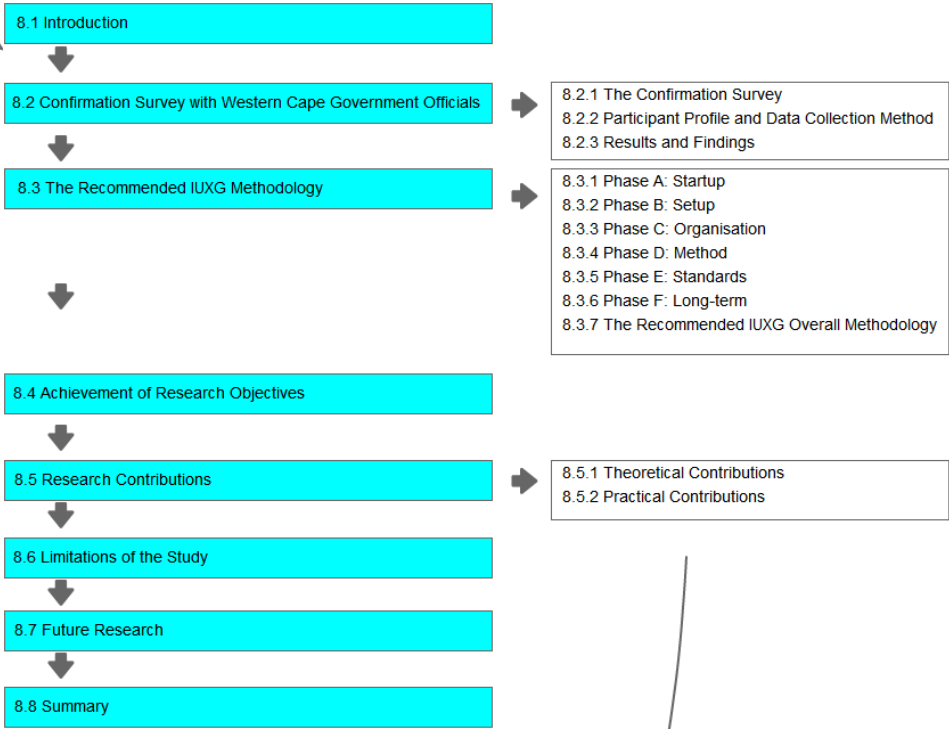 8.1 Introduction
8.2 Confirmation Survey with Western Cape Government Officials
8.2.1 The Confirmation Survey
8.2.2 Participant Profile and Data Collection Method
8.2.3 Results and Findings
8.3 The Recommended IUXG Methodology
8.3.1 Phase A: Startup
8.3.2 Phase B: Setup
8.3.3 Phase C: Organisation
8.3.4 Phase D: Method
8.3.5 Phase E: Standards
8.3.6 Phase F: Long-term
8.3.7 The Recommended IUXG Overall Methodology
8.4 Achievement of Research Objectives
8.5 Research Contributions
8.5.1 Theoretical Contributions
8.5.2 Practical Contributions
8.6 Limitations of the Study
8.7 Future Research
8.8 Summary